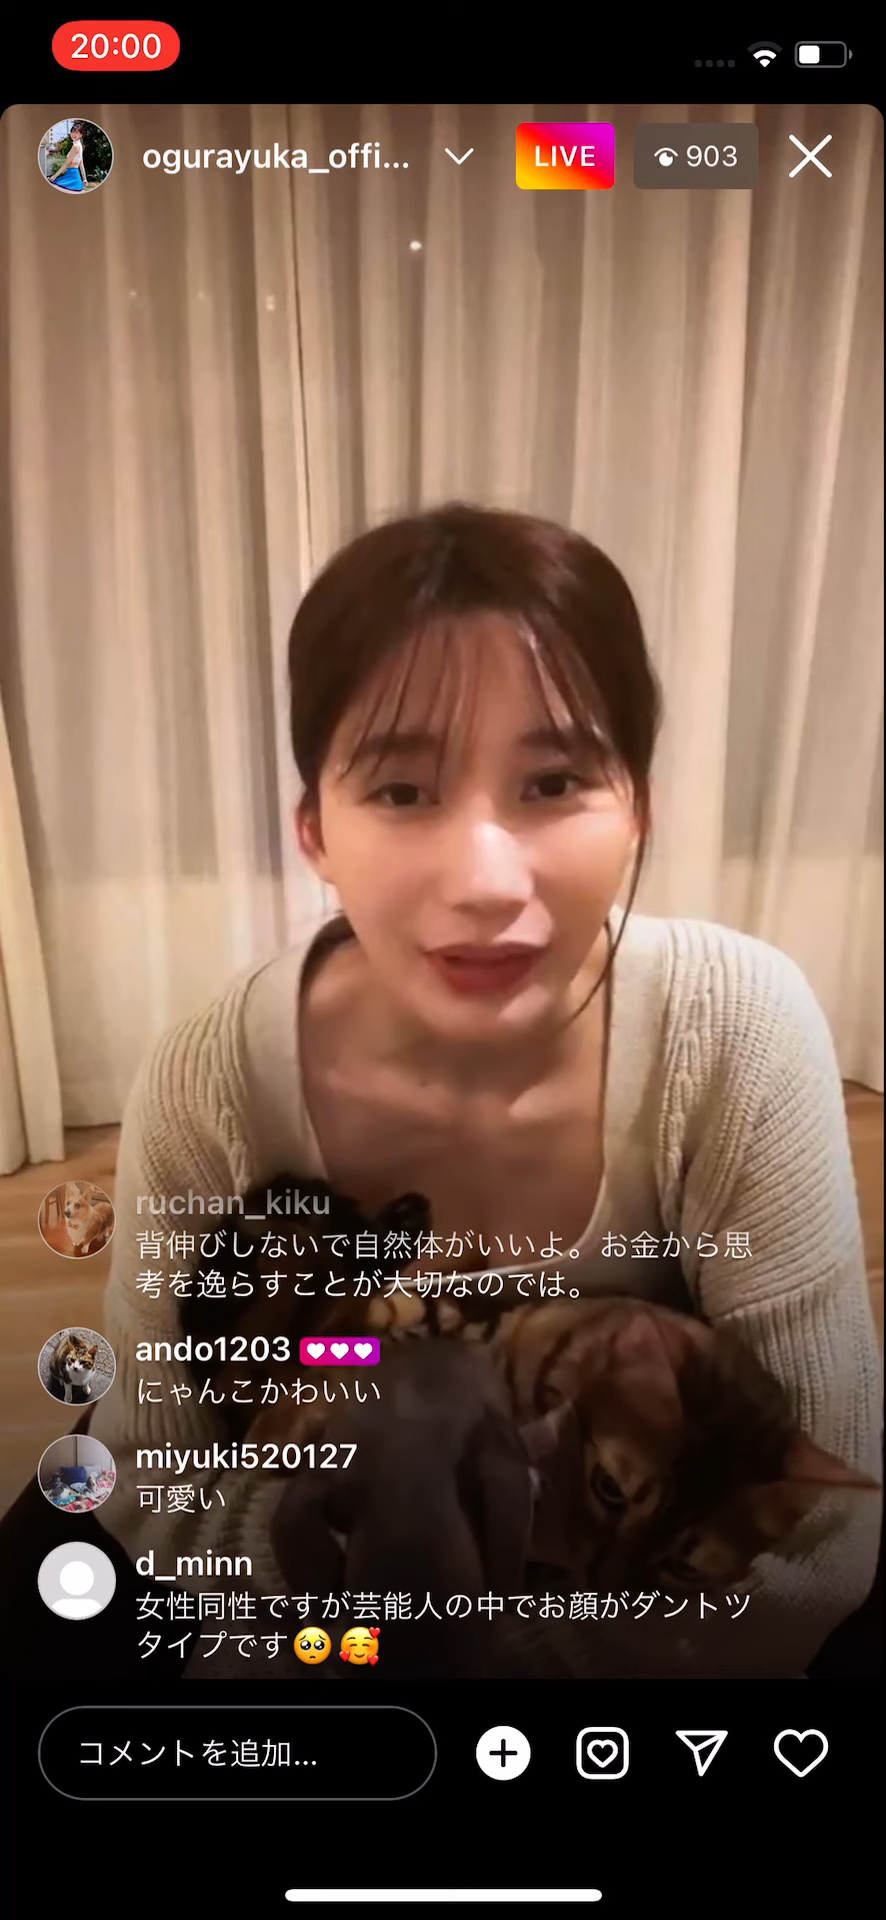 20:00
ogurayuka_offi...
LIVE
903
ruchan_kiku
背伸びしないで自然体がいいよ。お金から思
考を逸らすことが大切なのでは。
ando1203
にゃんこかわいい
miyuki520127
可愛い
d_minn
女性同性ですが芸能人の中でお顔がダントツ
タイプです🥺🥰
コメントを追加...